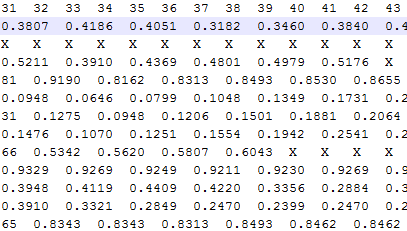 31 32 33 34 35 36 37 38 39 40 41 42 43
0.3807 0.4186 0.4051 0.3182 0.3460 0.3840 0.4
X X X X X X X X X X X X X
0.5211 0.3910 0.4369 0.4801 0.4979 0.5176 X
81 0.9190 0.8162 0.8313 0.8493 0.8530 0.8655
0.0948 0.0646 0.0799 0.1048 0.1349 0.1731 0.2
31 0.1275 0.0948 0.1206 0.1501 0.1881 0.2064
0.1476 0.1070 0.1251 0.1554 0.1942 0.2541 0.2
66 0.5342 0.5620 0.5807 0.6043 X X X X
0.9329 0.9269 0.9249 0.9211 0.9230 0.9269 0.9
0.3948 0.4119 0.4409 0.4220 0.3356 0.2884 0.3
0.3910 0.3321 0.2849 0.2470 0.2399 0.2470 0.2
65 0.8343 0.8343 0.8313 0.8493 0.8462 0.8462